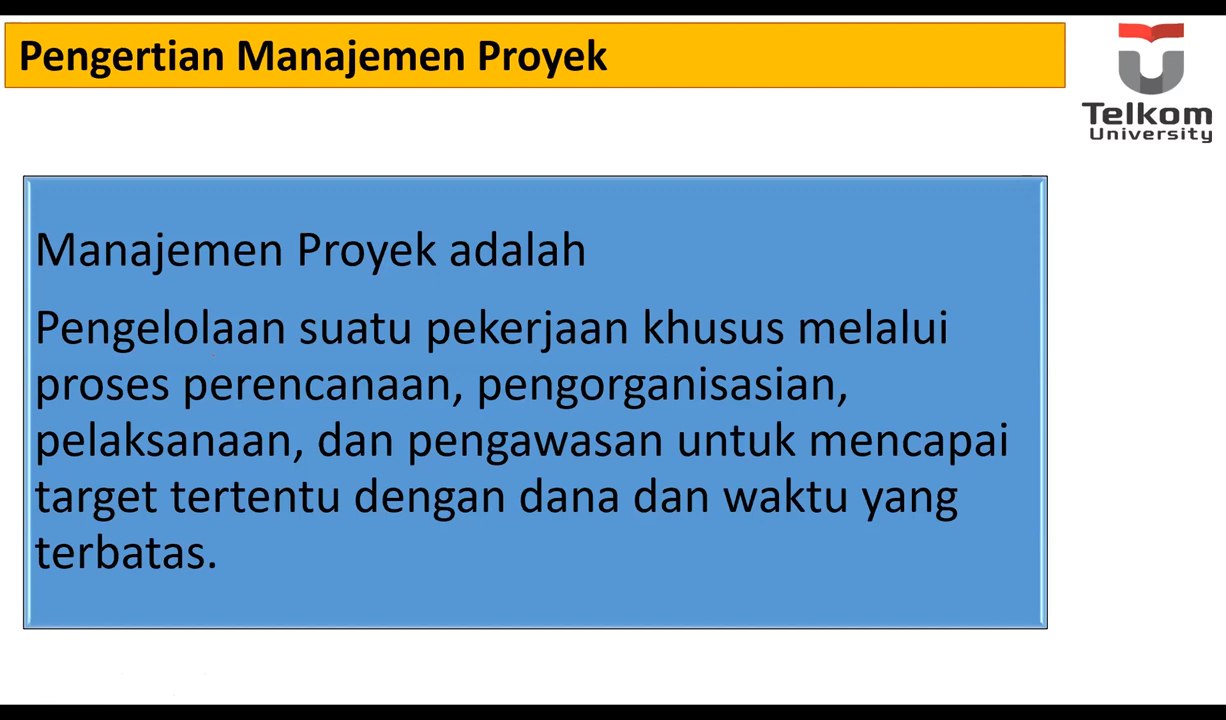 Pengertian Manajemen Proyek
Telkom
University
Manajemen Proyek adalah
Pengelolaan suatu pekerjaan khusus melalui
proses perencanaan, pengorganisasian,
pelaksanaan, dan pengawasan untuk mencapai
target tertentu dengan dana dan waktu yang
terbatas.